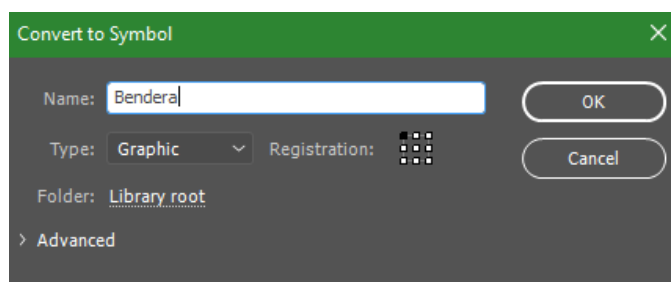 Convert to Symbol
Name: Bendera OK
Type: Graphic Registration: Cancel
Folder: Library root
Advanced